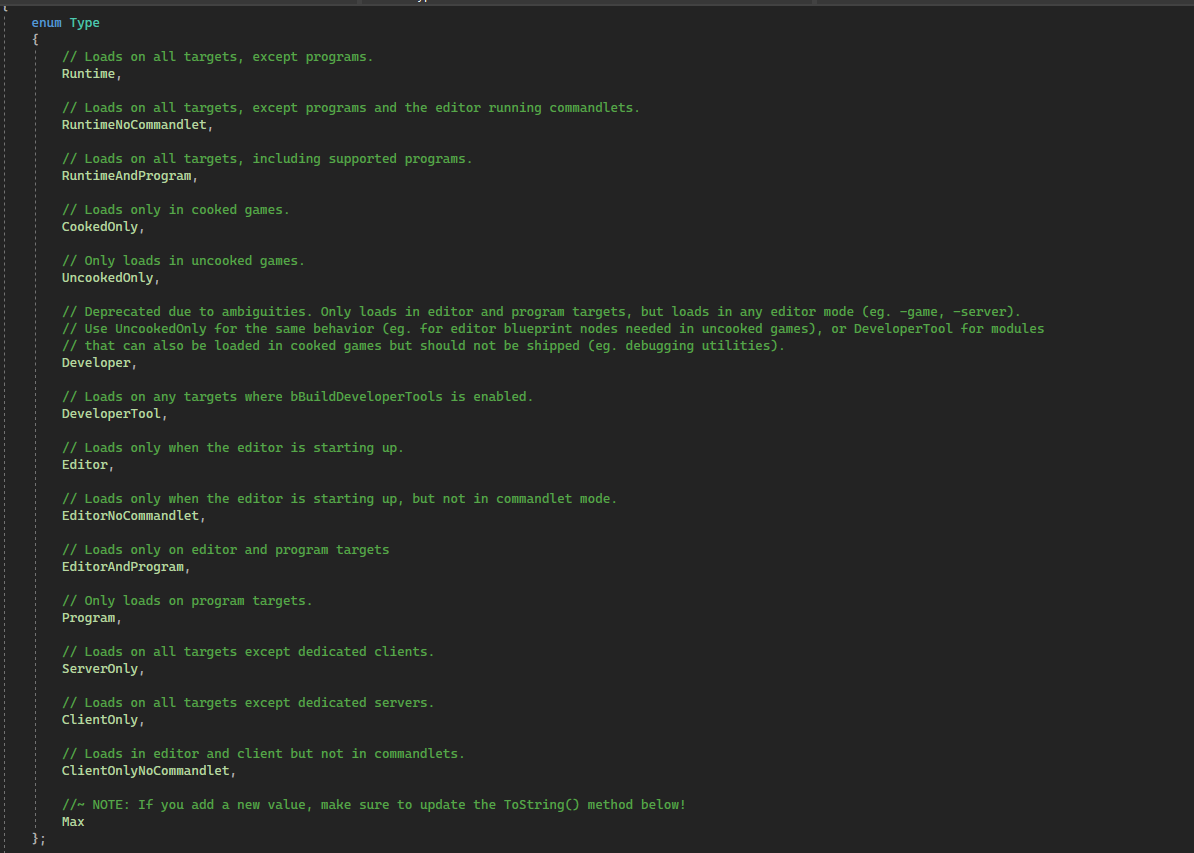 enum Type
{
// Loads on all targets, except programs.
Runtime,
// Loads on all targets, except programs and the editor running commandlets.
RuntimeNoCommandlet,
// Loads on all targets, including supported programs.
RuntimeAndProgram,
// Loads only in cooked games.
CookedOnly,
// Only loads in uncooked games.
UncookedOnly,
// Deprecated due to ambiguities. Only loads in editor and program targets, but loads in any editor mode (eg. -game, -server).
// Use UncookedOnly for the same behavior (eg. for editor blueprint nodes needed in uncooked games), or DeveloperTool for modules
// that can also be loaded in cooked games but should not be shipped (eg. debugging utilities).
Developer,
// Loads on any targets where bBuildDeveloperTools is enabled.
DeveloperTool,
// Loads only when the editor is starting up.
Editor,
// Loads only when the editor is starting up, but not in commandlet mode.
EditorNoCommandlet,
// Loads only on editor and program targets
EditorAndProgram,
// Only loads on program targets.
Program,
// Loads on all targets except dedicated clients.
ServerOnly,
// Loads on all targets except dedicated servers.
ClientOnly,
// Loads in editor and client but not in commandlets.
ClientOnlyNoCommandlet,
//~ NOTE: If you add a new value, make sure to update the ToString() method below!
Max
};